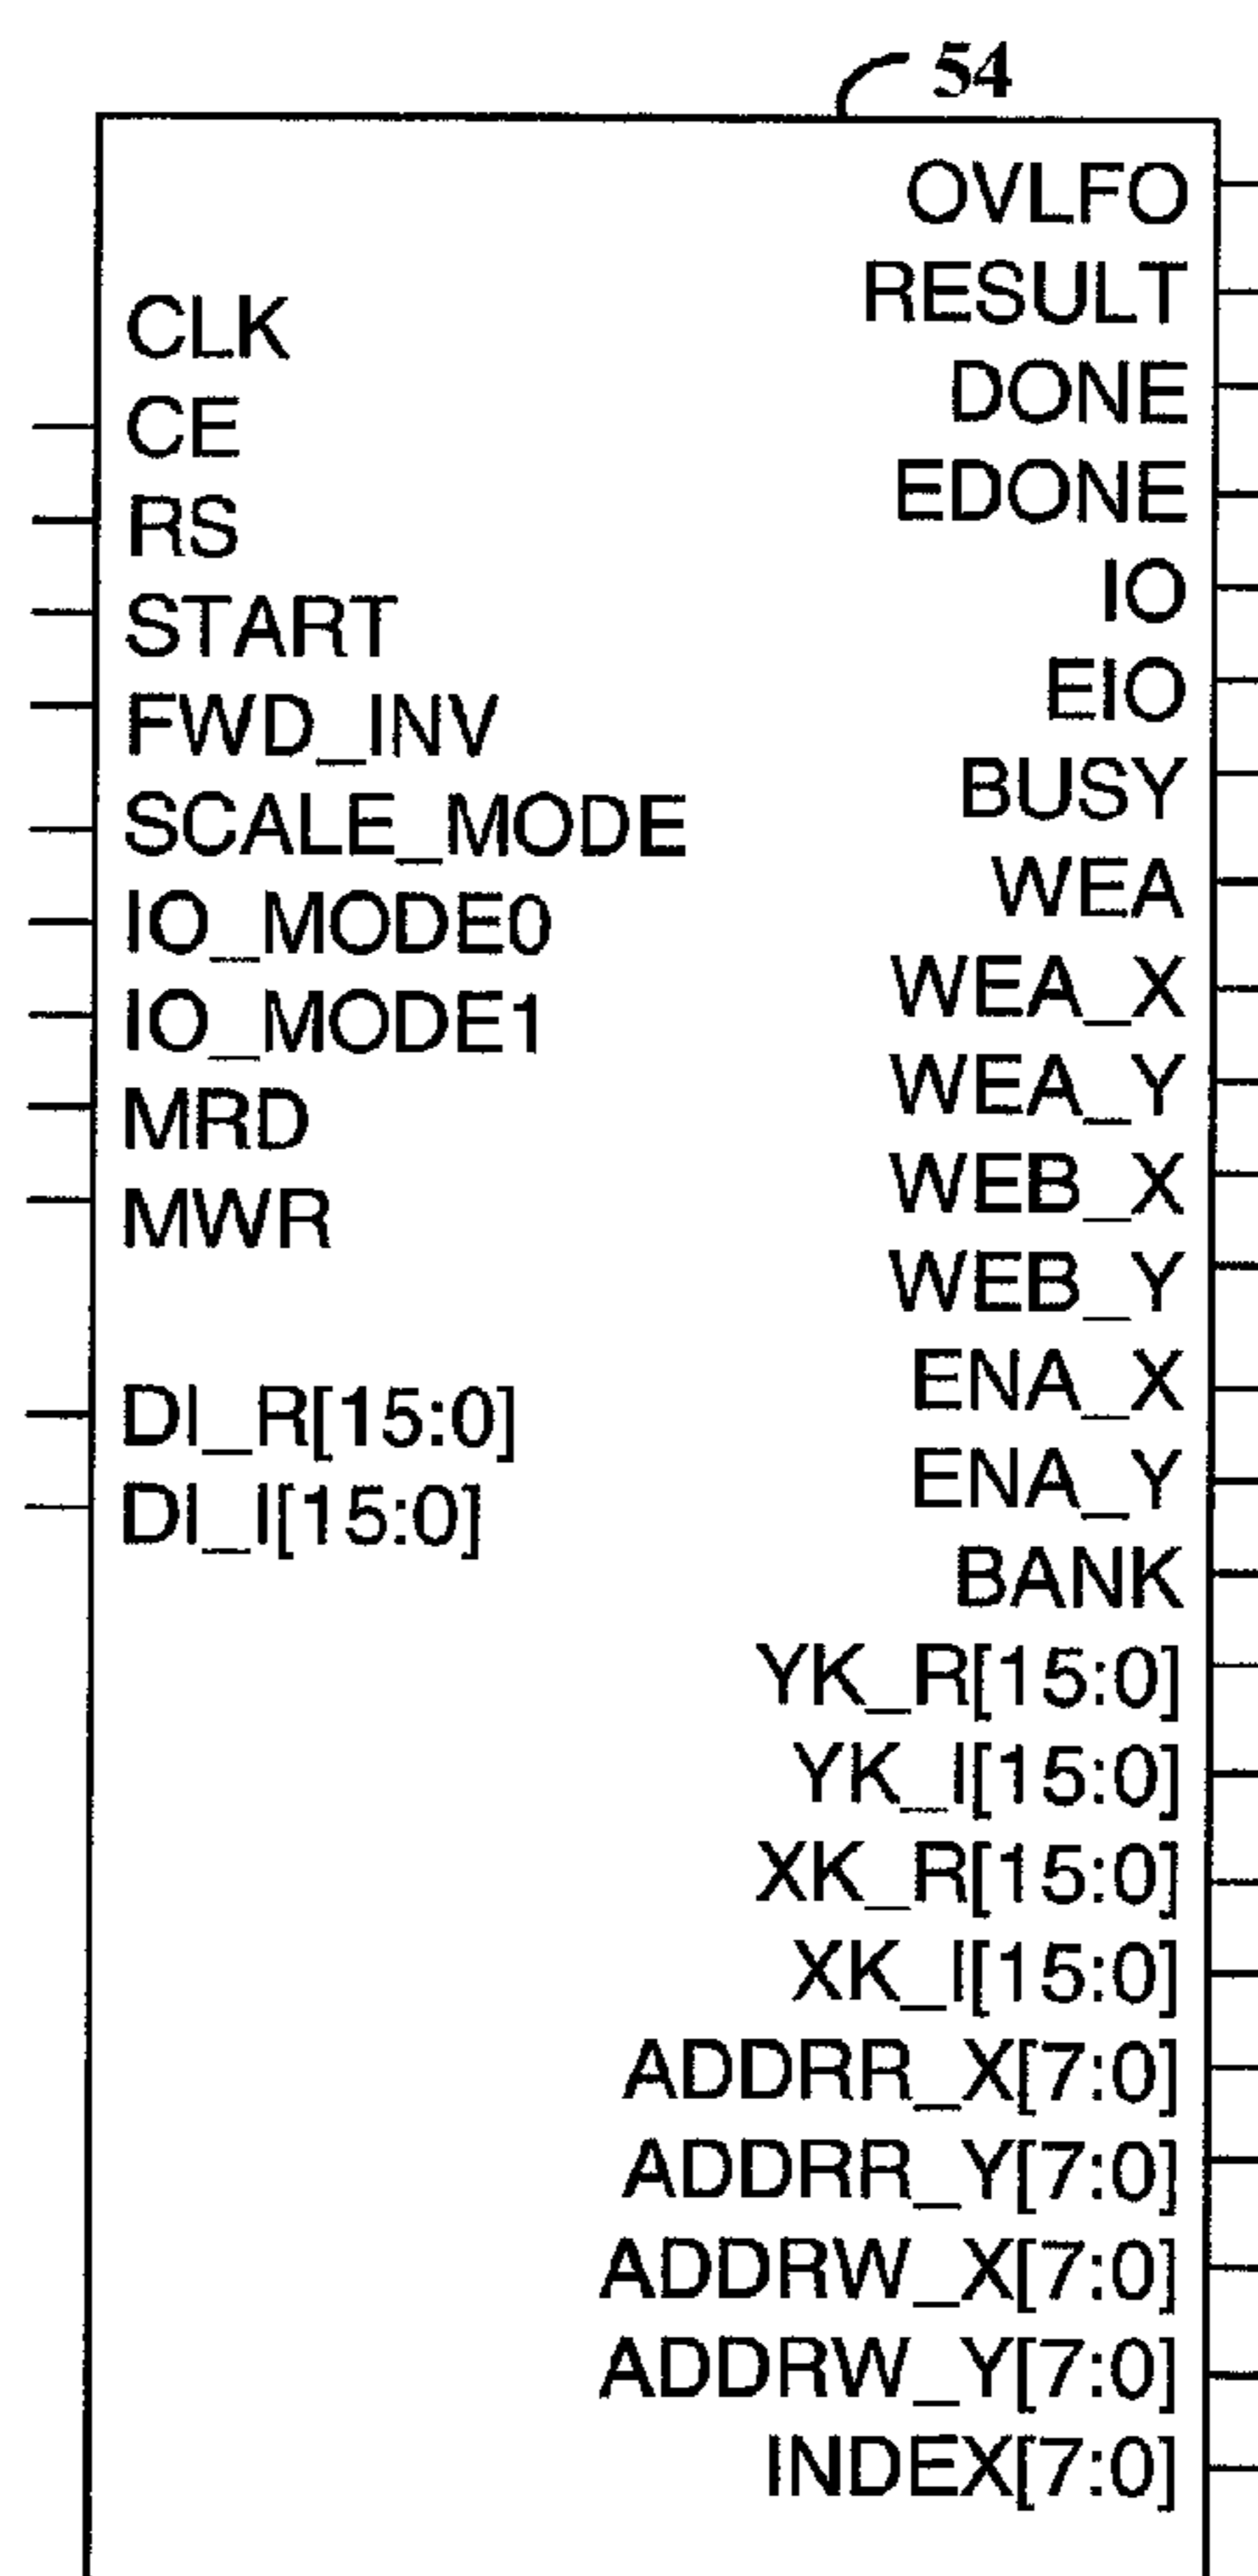 54
CLK
CE
RS
START
FWD_INV
SCALE_MODE
IO_MODE0
IO_MODE1
MRD
MWR
DI_R[15:0]
DI_I[15:0]
OVLFO
RESULT
DONE
EDONE
IO
EIO
BUSY
WEA
WEA_X
WEA_Y
WEB_X
WEB_Y
ENA_X
ENA_Y
BANK
YK_R[15:0]
YK_I[15:0]
XK_R[15:0]
XK_I[15:0]
ADDRR_X[7:0]
ADDRR_Y[7:0]
ADDRW_X[7:0]
ADDRW_Y[7:0]
INDEX[7:0]